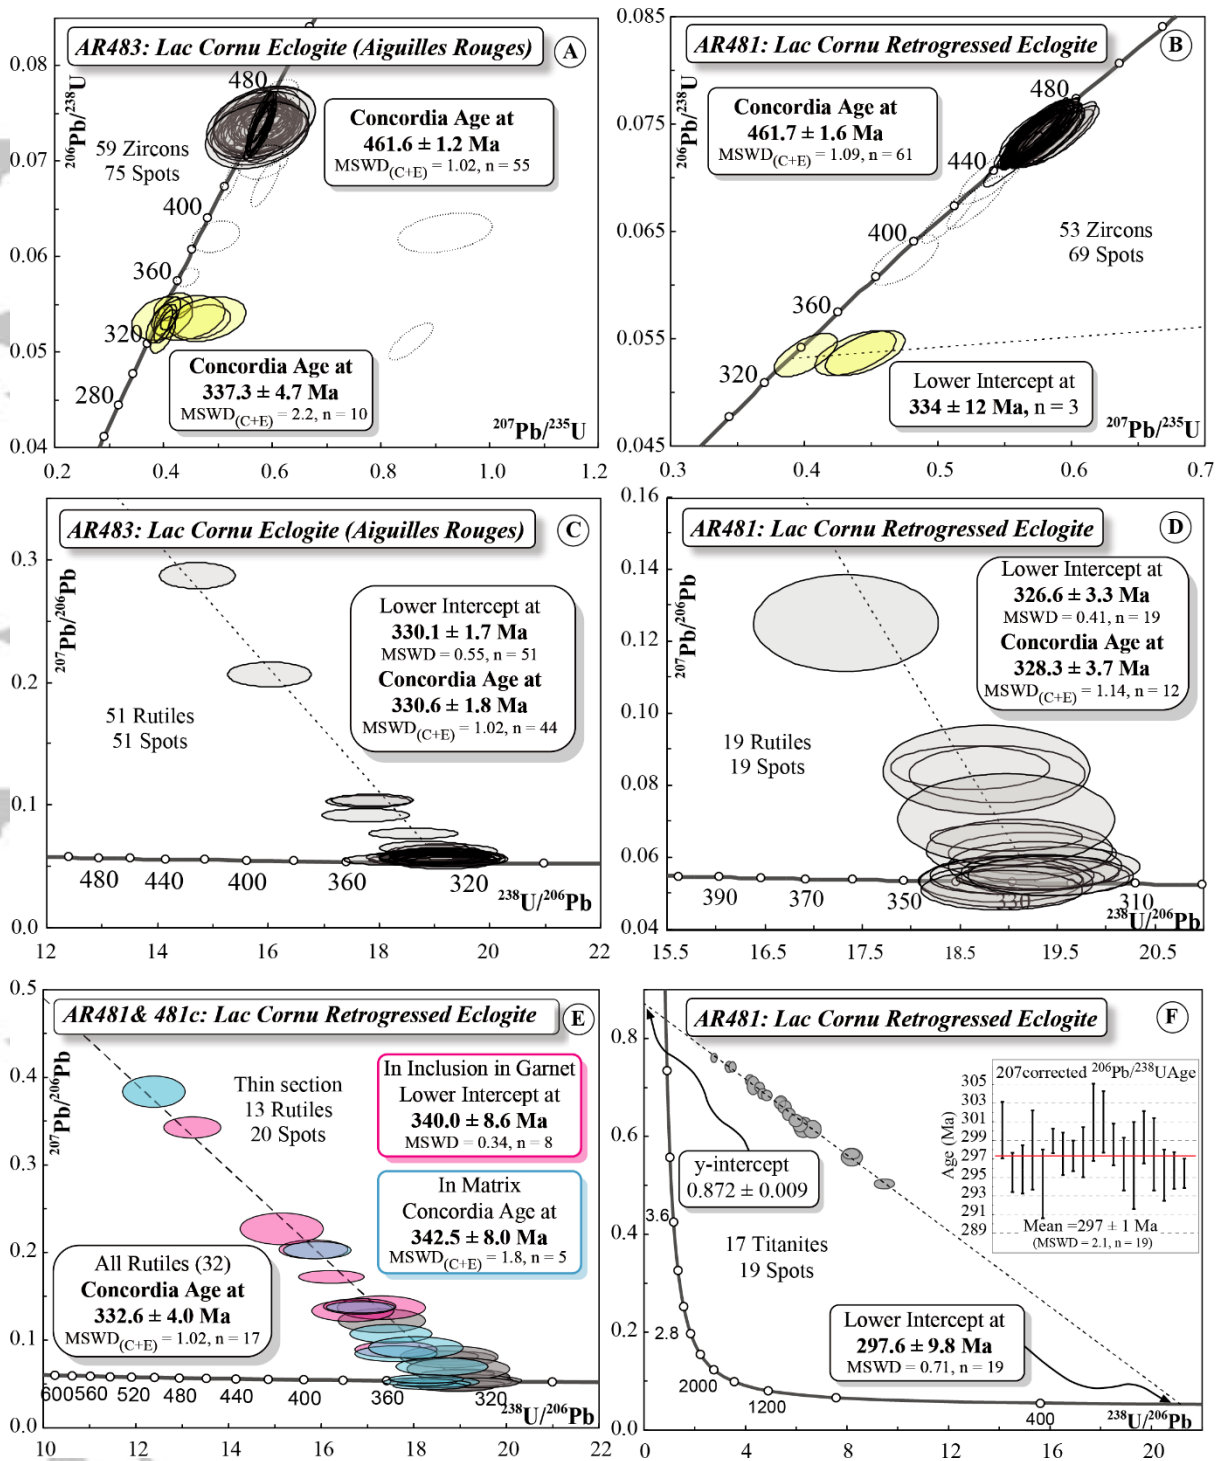 AR483: Lac Cornu Eclogite (Aiguilles Rouges)
A
206Pb/238U
0.08
0.07
0.06
0.05
0.04
480
400
360
320
280
59 Zircons
75 Spots
Concordia Age at
461.6 ± 1.2 Ma
MSWD(C+E) = 1.02, n = 55
Concordia Age at
337.3 ± 4.7 Ma
MSWD(C+E) = 2.2, n = 10
207Pb/235U
0.2 0.4 0.6 0.8 1.0 1.2
AR481: Lac Cornu Retrogressed Eclogite
B
206Pb/238U
0.085
0.075
0.065
0.055
0.045
480
440
400
360
320
Concordia Age at
461.7 ± 1.6 Ma
MSWD(C+E) = 1.09, n = 61
53 Zircons
69 Spots
Lower Intercept at
334 ± 12 Ma, n = 3
207Pb/235U
0.3 0.4 0.5 0.6 0.7
AR483: Lac Cornu Eclogite (Aiguilles Rouges)
C
207Pb/206Pb
0.3
0.2
0.1
0.0
Lower Intercept at
330.1 ± 1.7 Ma
MSWD = 0.55, n = 51
Concordia Age at
330.6 ± 1.8 Ma
MSWD(C+E) = 1.02, n = 44
51 Rutiles
51 Spots
480 440 400 360 320
238U/206Pb
12 14 16 18 20 22
AR481: Lac Cornu Retrogressed Eclogite
D
207Pb/206Pb
0.16
0.14
0.12
0.10
0.08
0.06
0.04
Lower Intercept at
326.6 ± 3.3 Ma
MSWD = 0.41, n = 19
Concordia Age at
328.3 ± 3.7 Ma
MSWD(C+E) = 1.14, n = 12
19 Rutiles
19 Spots
390 370 350 330 310
238U/206Pb
15.5 16.5 17.5 18.5 19.5 20.5
AR481& 481c: Lac Cornu Retrogressed Eclogite
E
207Pb/206Pb
0.5
0.4
0.3
0.2
0.1
0.0
Thin section
13 Rutiles
20 Spots
In Inclusion in Garnet
Lower Intercept at
340.0 ± 8.6 Ma
MSWD = 0.34, n = 8
In Matrix
Concordia Age at
342.5 ± 8.0 Ma
MSWD(C+E) = 1.8, n = 5
All Rutiles (32)
Concordia Age at
332.6 ± 4.0 Ma
MSWD(C+E) = 1.02, n = 17
600 560 520 480 440 400 360 320
238U/206Pb
10 12 14 16 18 20 22
AR481: Lac Cornu Retrogressed Eclogite
F
0.8
0.6
0.4
0.2
0.0
207corrected 206Pb/238UAge
Age (Ma)
305
301
299
297
295
293
291
289
Mean =297 ± 1 Ma
(MSWD = 2.1, n = 19)
y-intercept
0.872 ± 0.009
17 Titanites
19 Spots
Lower Intercept at
297.6 ± 9.8 Ma
MSWD = 0.71, n = 19
3.6
2.8
2000
1200
400
238U/206Pb
0 4 8 12 16 20